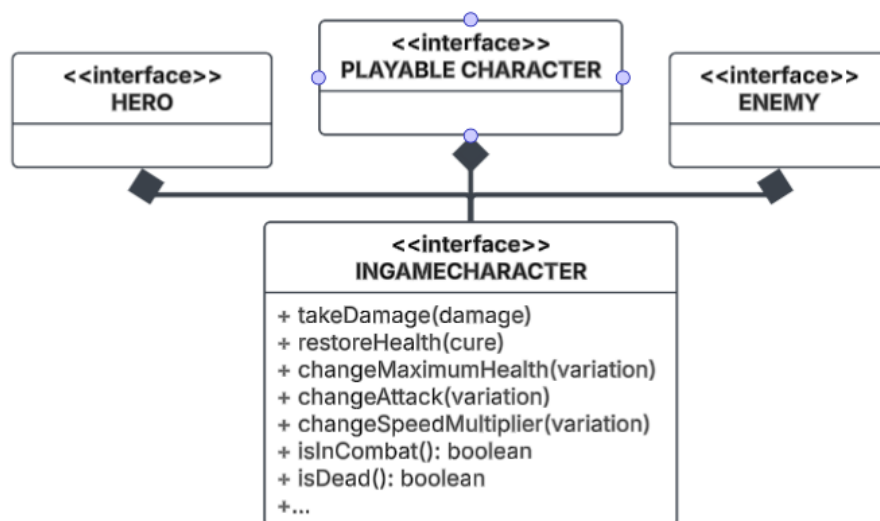 <<interface>>
HERO
<<interface>>
PLAYABLE CHARACTER
<<interface>>
ENEMY
<<interface>>
INGAMECHARACTER
+ takeDamage(damage)
+ restoreHealth(cure)
+ changeMaximumHealth(variation)
+ changeAttack(variation)
+ changeSpeedMultiplier(variation)
+ isInCombat(): boolean
+ isDead(): boolean
+...